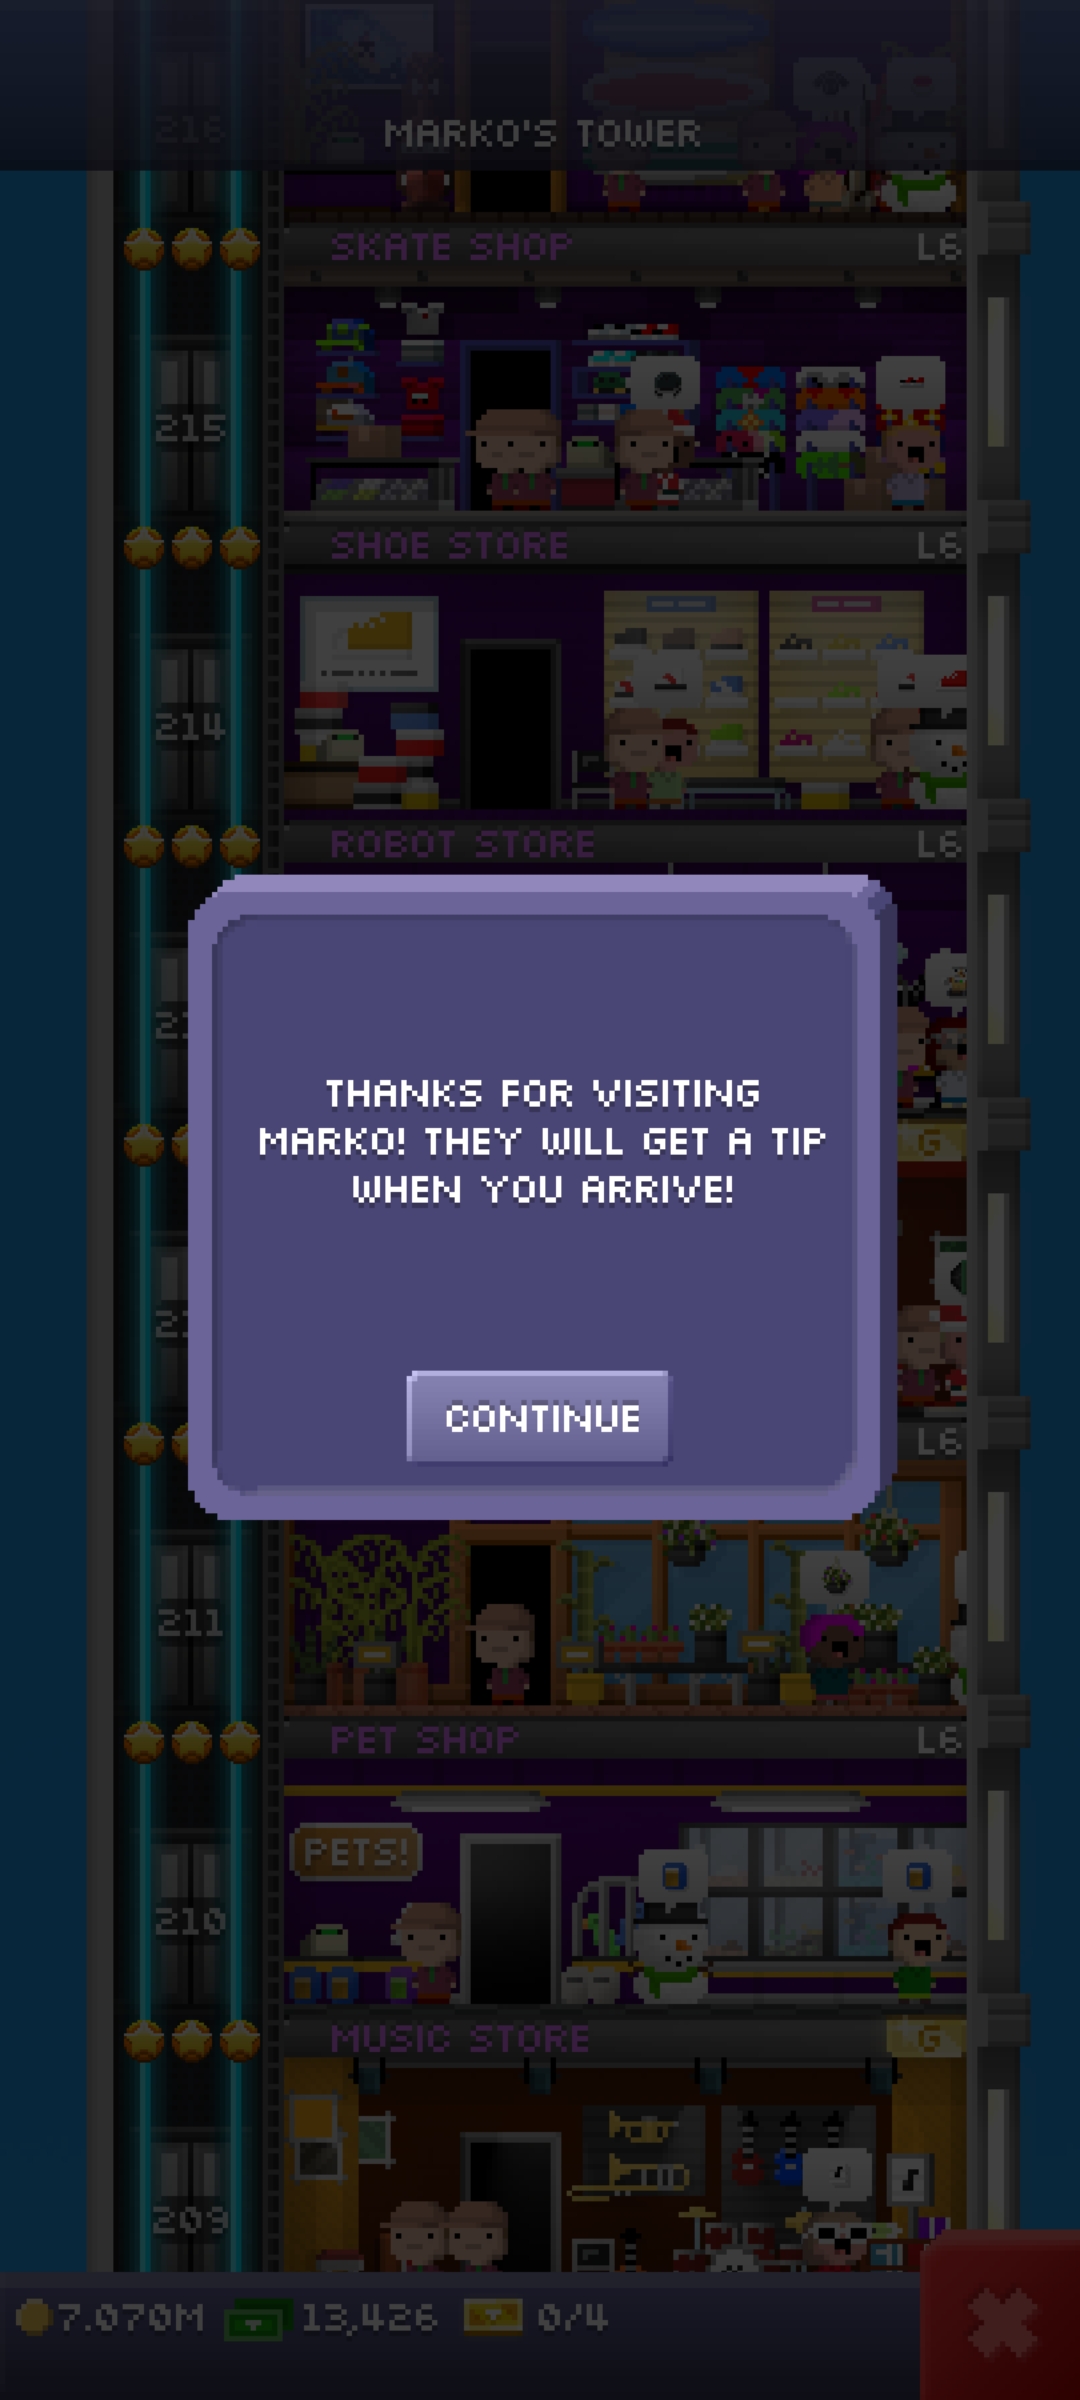 216
MARKO'S TOWER
SKATE SHOP L6
215
SHOE STORE L6
214
ROBOT STORE L6
THANKS FOR VISITING
MARKO! THEY WILL GET A TIP
WHEN YOU ARRIVE!
G
CONTINUE
L6
211
PET SHOP L6
PETS!
210
MUSIC STORE G
209
7.070M 13,426 0/4